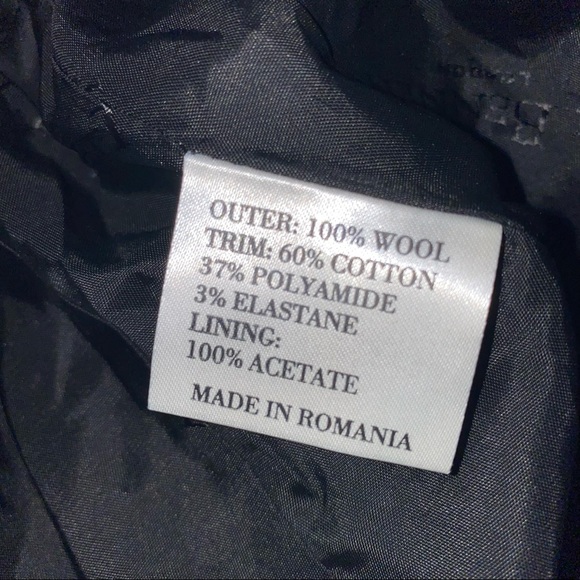 OUTER: 100% WOOL
TRIM: 60% COTTON
37% POLYAMIDE
3% ELASTANE
LINING:
100% ACETATE
MADE IN ROMANIA